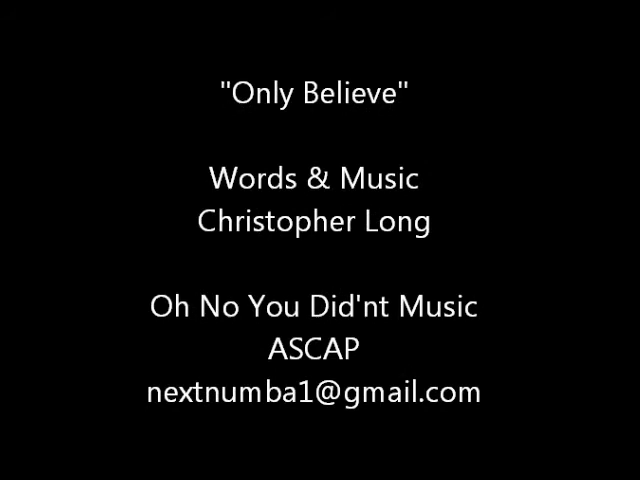 "Only Believe"
Words & Music
Christopher Long
Oh No You Did'nt Music
ASCAP
nextnumba1@gmail.com